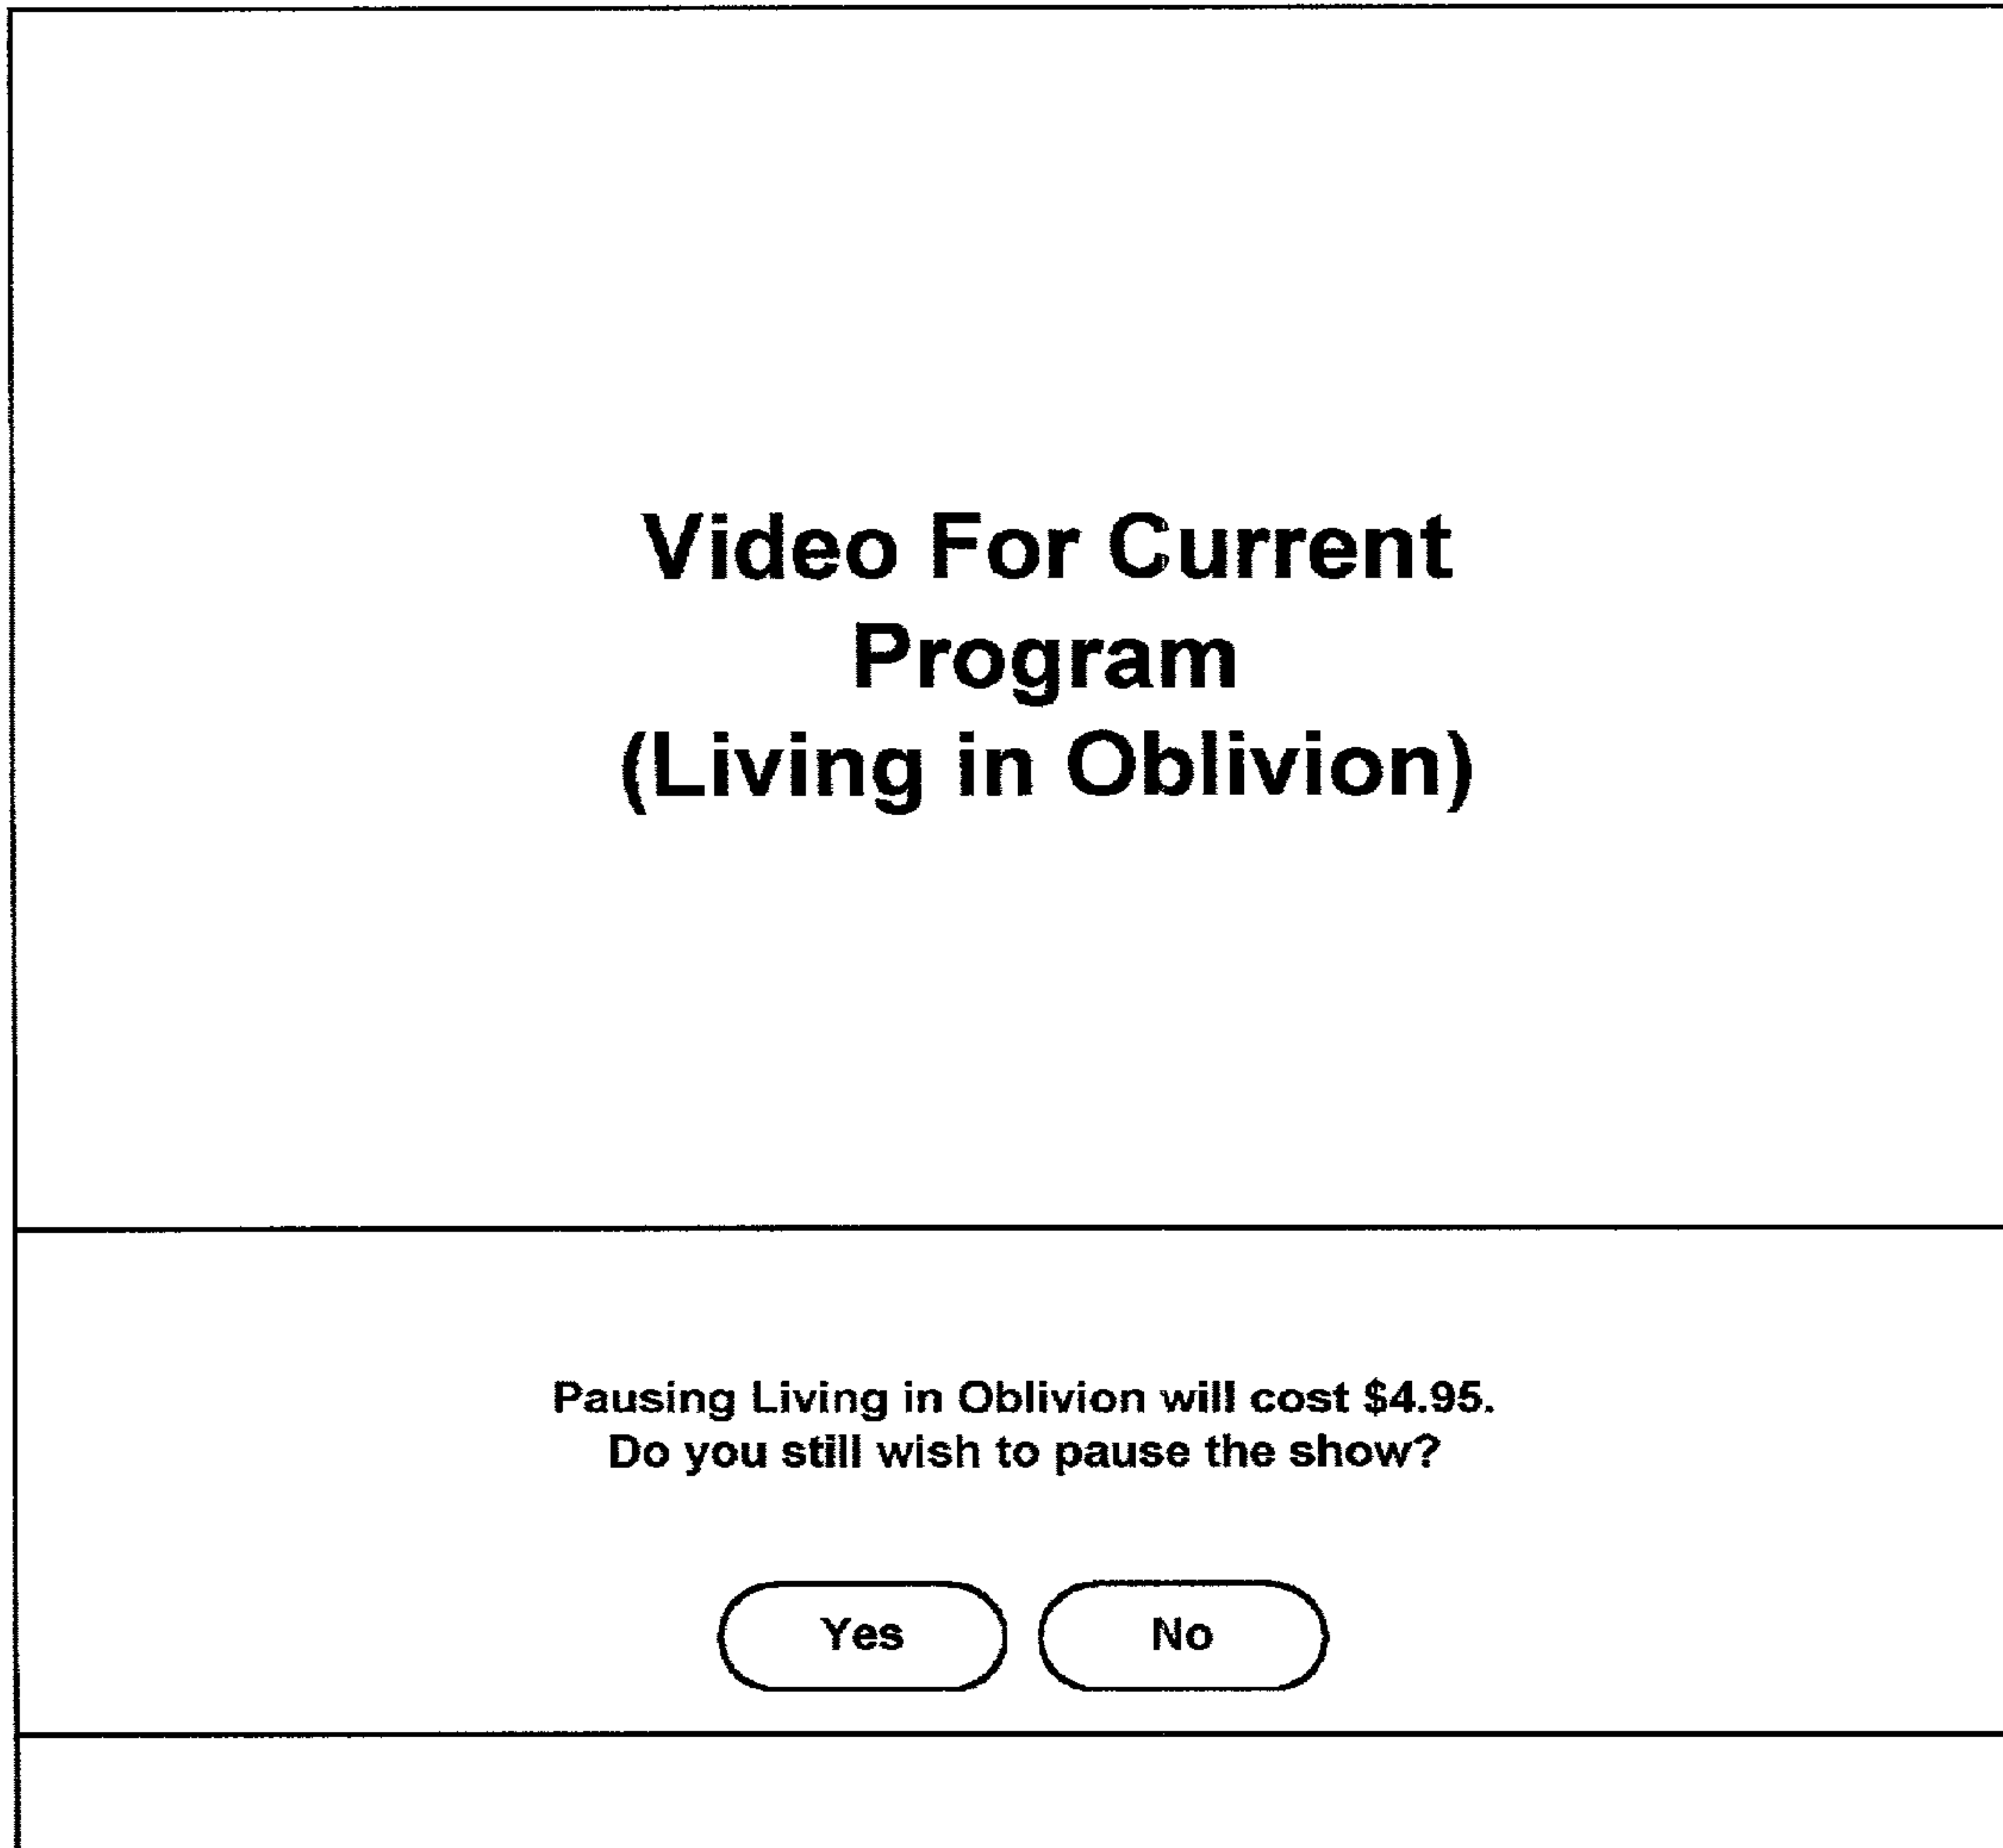 Video For Current
Program
(Living in Oblivion)
Pausing Living in Oblivion will cost $4.95.
Do you still wish to pause the show?
Yes No